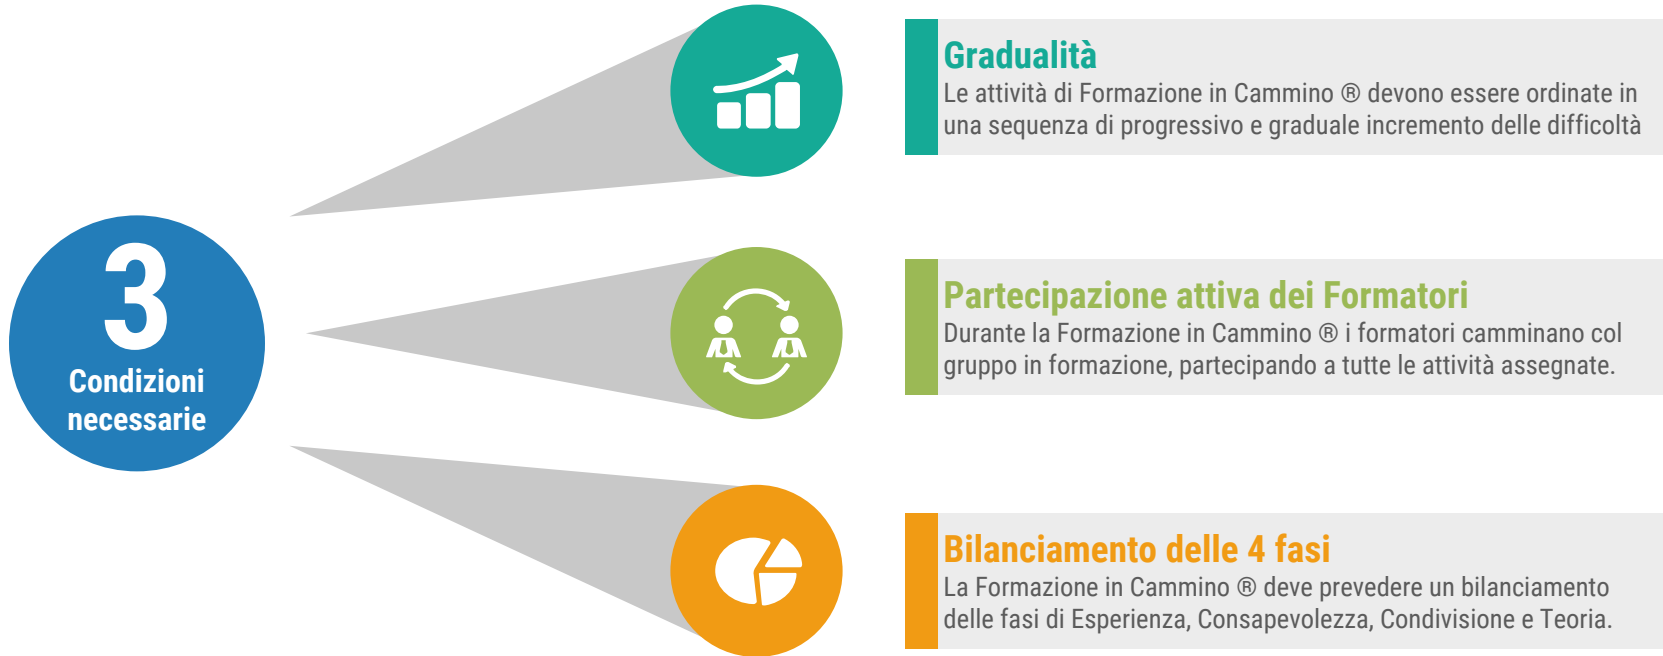 3
Condizioni
necessarie
Gradualità
Le attività di Formazione in Cammino ® devono essere ordinate in
una sequenza di progressivo e graduale incremento delle difficoltà
Partecipazione attiva dei Formatori
Durante la Formazione in Cammino ® i formatori camminano col
gruppo in formazione, partecipando a tutte le attività assegnate.
Bilanciamento delle 4 fasi
La Formazione in Cammino ® deve prevedere un bilanciamento
delle fasi di Esperienza, Consapevolezza, Condivisione e Teoria.